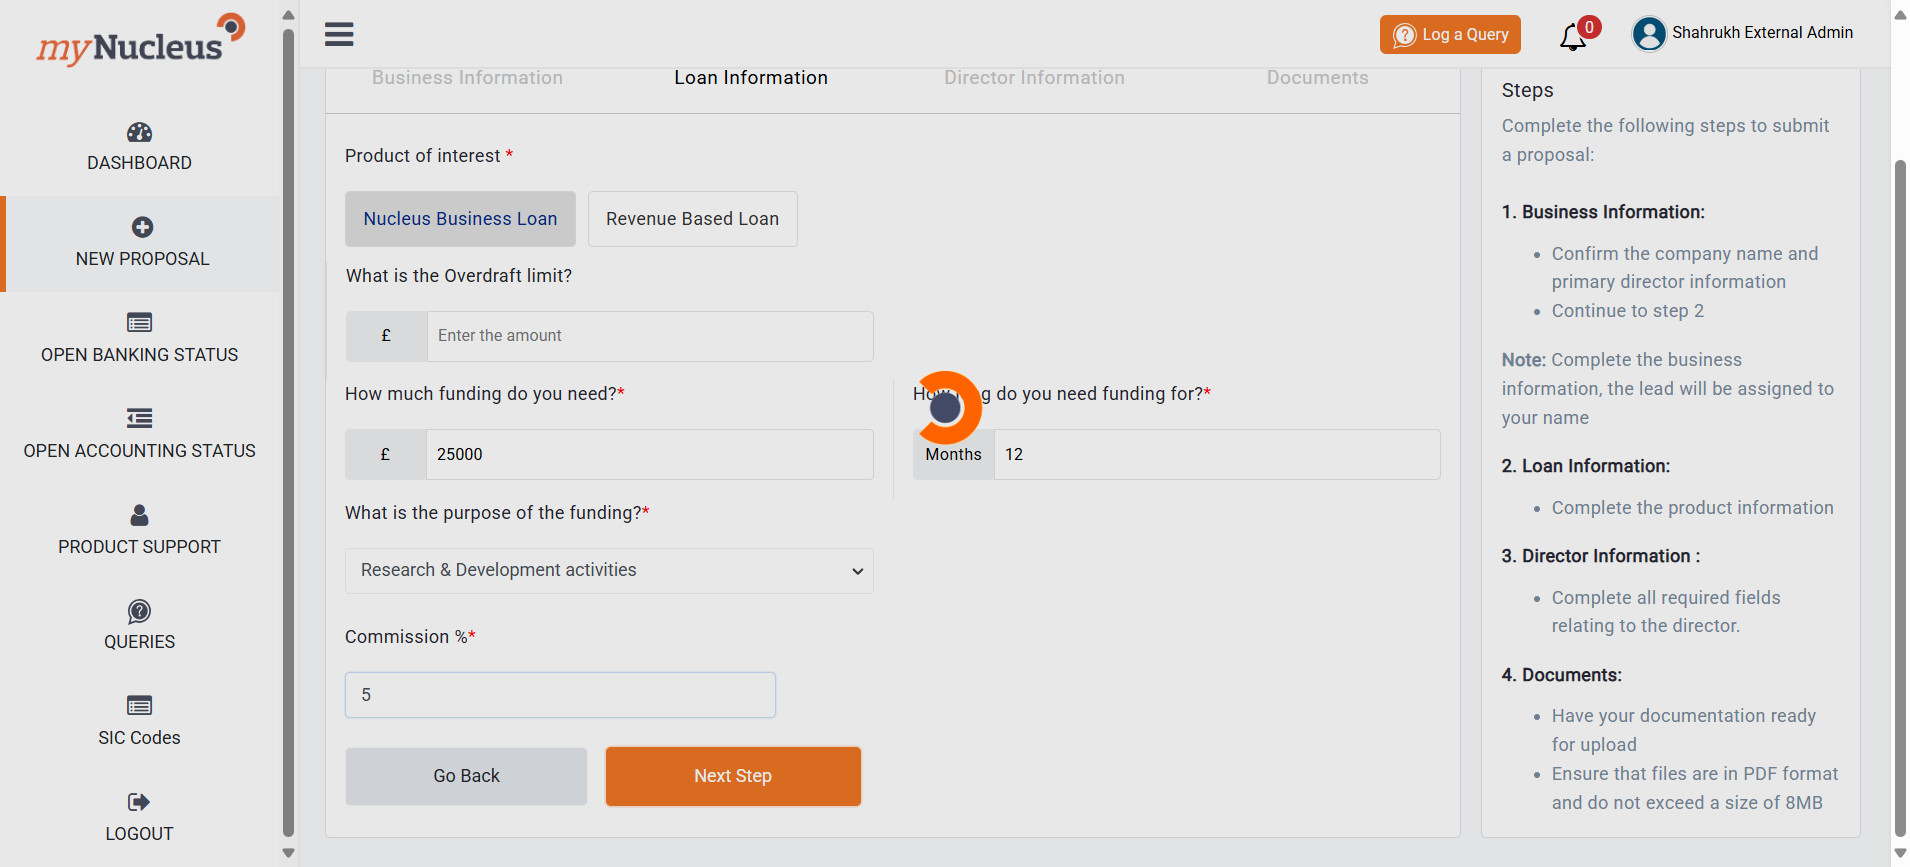 myNucleus
DASHBOARD
NEW PROPOSAL
OPEN BANKING STATUS
OPEN ACCOUNTING STATUS
PRODUCT SUPPORT
QUERIES
SIC Codes
LOGOUT
Log a Query
0
Shahrukh External Admin
Business Information
Loan Information
Director Information
Documents
Product of interest *
Nucleus Business Loan
Revenue Based Loan
What is the Overdraft limit?
£
Enter the amount
How much funding do you need?*
£
25000
do you need funding for?*
Months
12
What is the purpose of the funding?*
Research & Development activities
Commission %*
5
Go Back
Next Step
Steps
Complete the following steps to submit
a proposal:
1. Business Information:
• Confirm the company name and
primary director information
• Continue to step 2
Note: Complete the business
information, the lead will be assigned to
your name
2. Loan Information:
• Complete the product information
3. Director Information :
• Complete all required fields
relating to the director.
4. Documents:
• Have your documentation ready
for upload
• Ensure that files are in PDF format
and do not exceed a size of 8MB